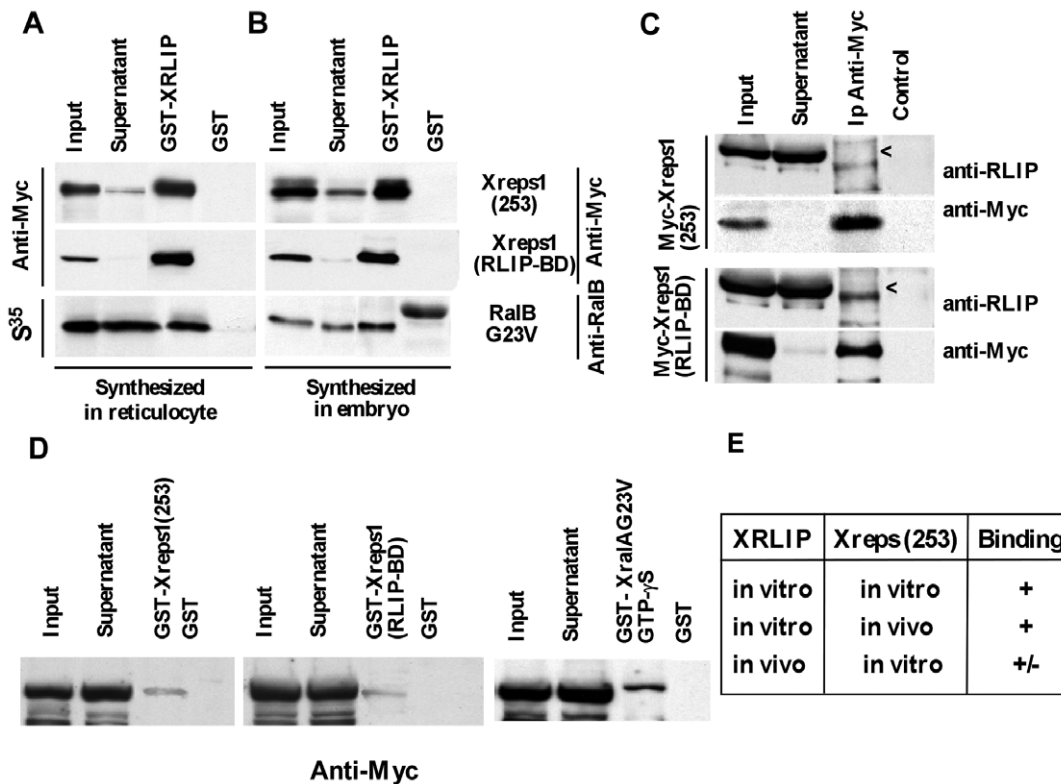 A
Input
Supernatant
GST-XRLIP
GST
B
Input
Supernatant
GST-XRLIP
GST
Anti-Myc
S35
Xreps1
(253)
Xreps1
(RLIP-BD)
RalB
G23V
Anti-Myc
Anti-RalB
Synthesized
in reticulocyte
Synthesized
in embryo
C
Input
Supernatant
Ip Anti-Myc
Control
Myc-Xreps1
(253)
<
anti-RLIP
anti-Myc
Myc-Xreps1
(RLIP-BD)
<
anti-RLIP
anti-Myc
D
Input
Supernatant
GST-Xreps1(253)
GST
Input
Supernatant
GST-Xreps1
(RLIP-BD)
GST
Input
Supernatant
GST- XralAG23V
GTP-γS
GST
Anti-Myc
E
XRLIP Xreps(253) Binding
in vitro in vitro +
in vitro in vivo +
in vivo in vitro +/-